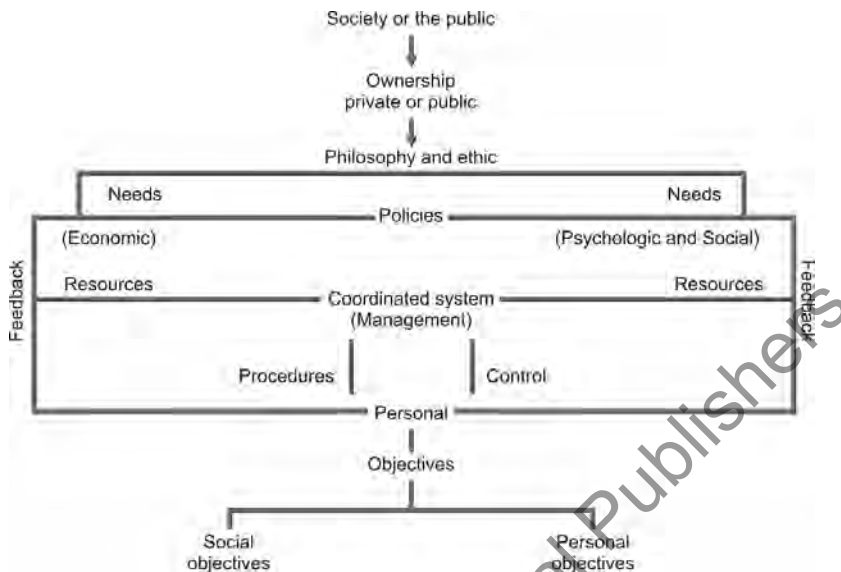 Society or the public
Ownership
private or public
Philosophy and ethic
Needs
Needs
Policies
(Economic)
(Psychologic and Social)
Feedback
Feedback
Resources
Resources
Coordinated system
(Management)
Procedures
Control
Personal
Objectives
Social
objectives
Personal
objectives
Publishers